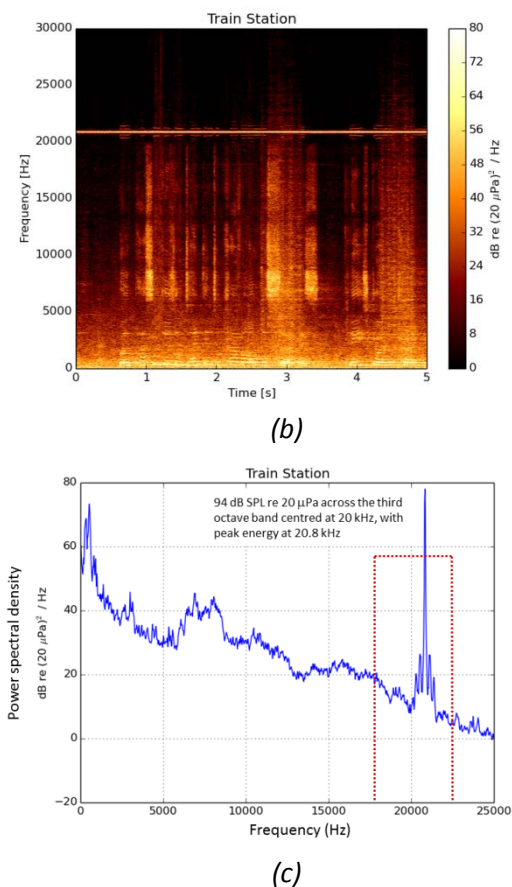 Train Station
30000
25000
20000
15000
10000
5000
0
Frequency [Hz]
0 1 2 3 4 5
Time [s]
80
72
64
56
48
40
32
24
16
8
0
dB re (20 μPa)² / Hz
(b)
Train Station
94 dB SPL re 20 μPa across the third
octave band centred at 20 kHz, with
peak energy at 20.8 kHz
80
60
40
20
0
−20
Power spectral density
dB re (20 μPa)² / Hz
0 5000 10000 15000 20000 25000
Frequency (Hz)
(c)